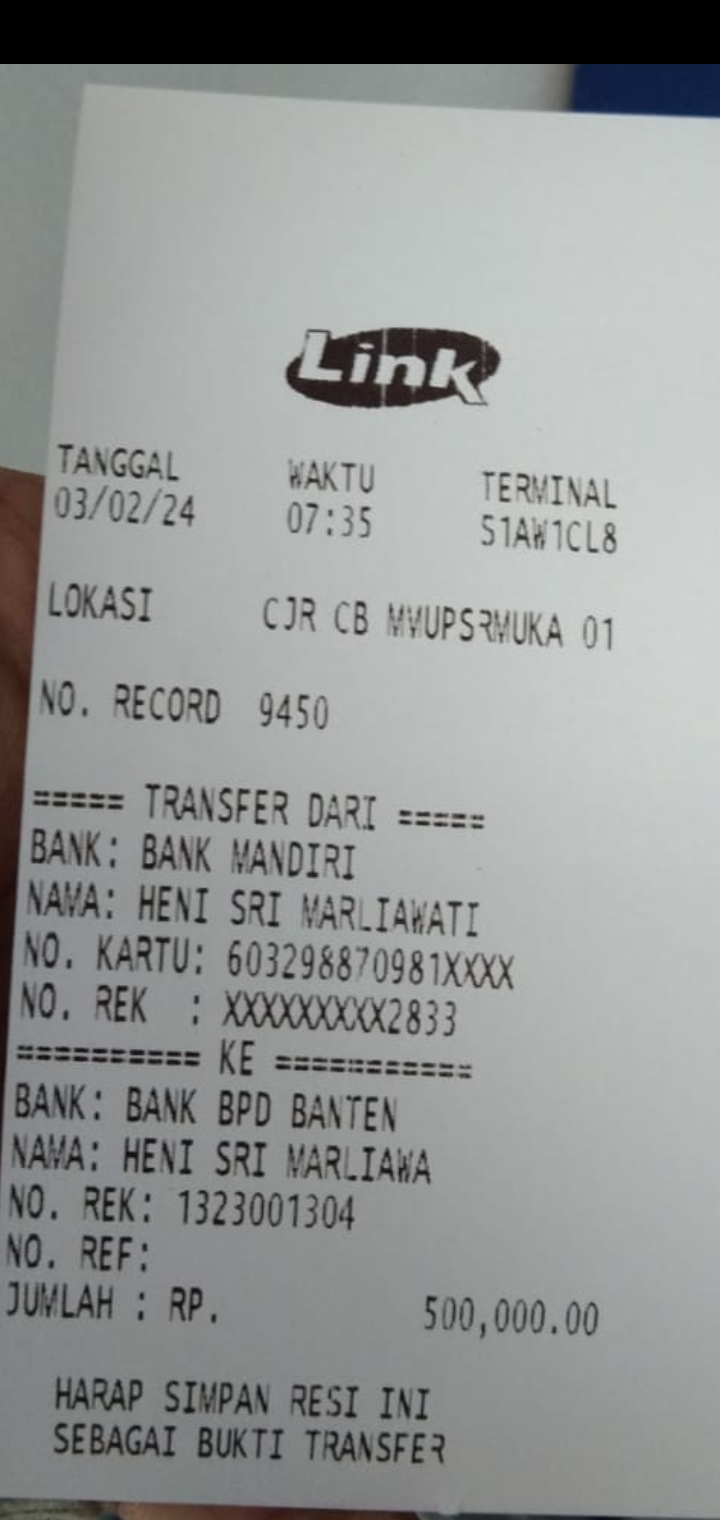 Link
TANGGAL WAKTU TERMINAL
03/02/24 07:35 S1AW1CL8
LOKASI CJR CB MMUPSRMUKA 01
NO. RECORD 9450
===== TRANSFER DARI =====
BANK: BANK MANDIRI
NAMA: HENI SRI MARLIAWATI
NO. KARTU: 603298870981XXXX
NO. REK : XXXXXXXXX2833
========== KE ===========
BANK: BANK BPD BANTEN
NAMA: HENI SRI MARLIAWA
NO. REK: 1323001304
NO. REF:
JUMLAH : RP. 500,000.00
HARAP SIMPAN RESI INI
SEBAGAI BUKTI TRANSFER